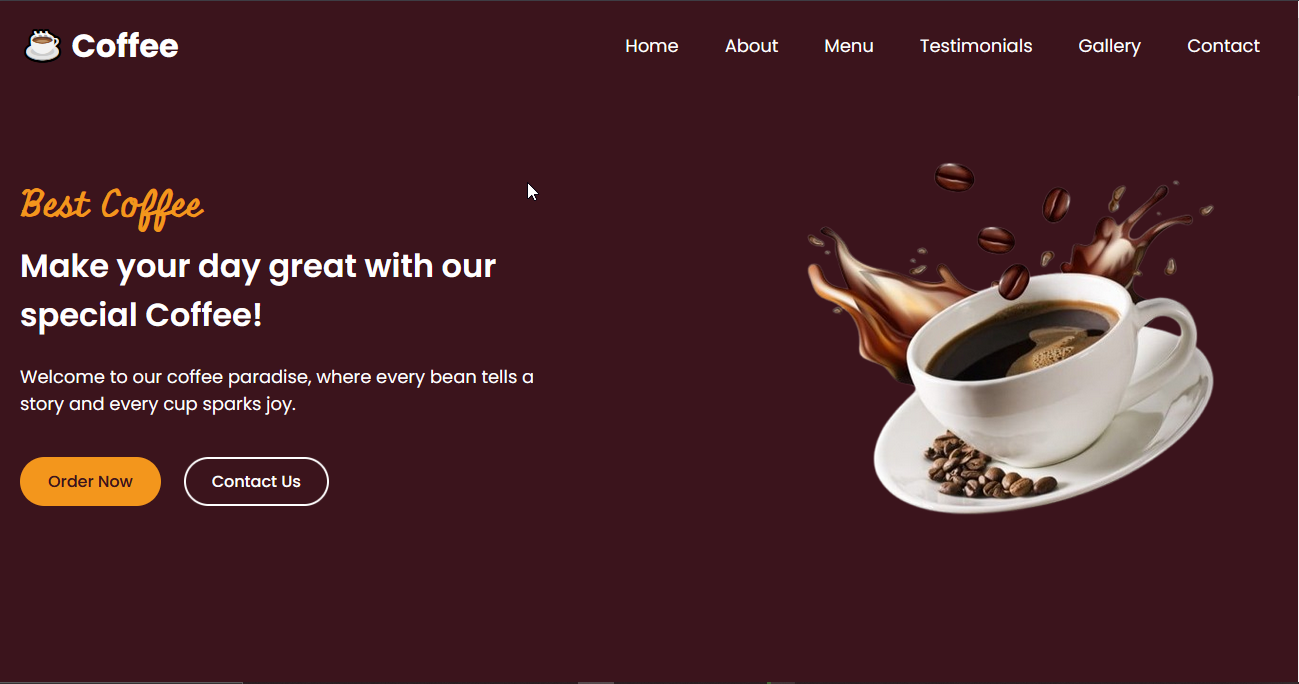 ☕ Coffee
Home About Menu Testimonials Gallery Contact
Best Coffee
Make your day great with our
special Coffee!
Welcome to our coffee paradise, where every bean tells a
story and every cup sparks joy.
Order Now
Contact Us